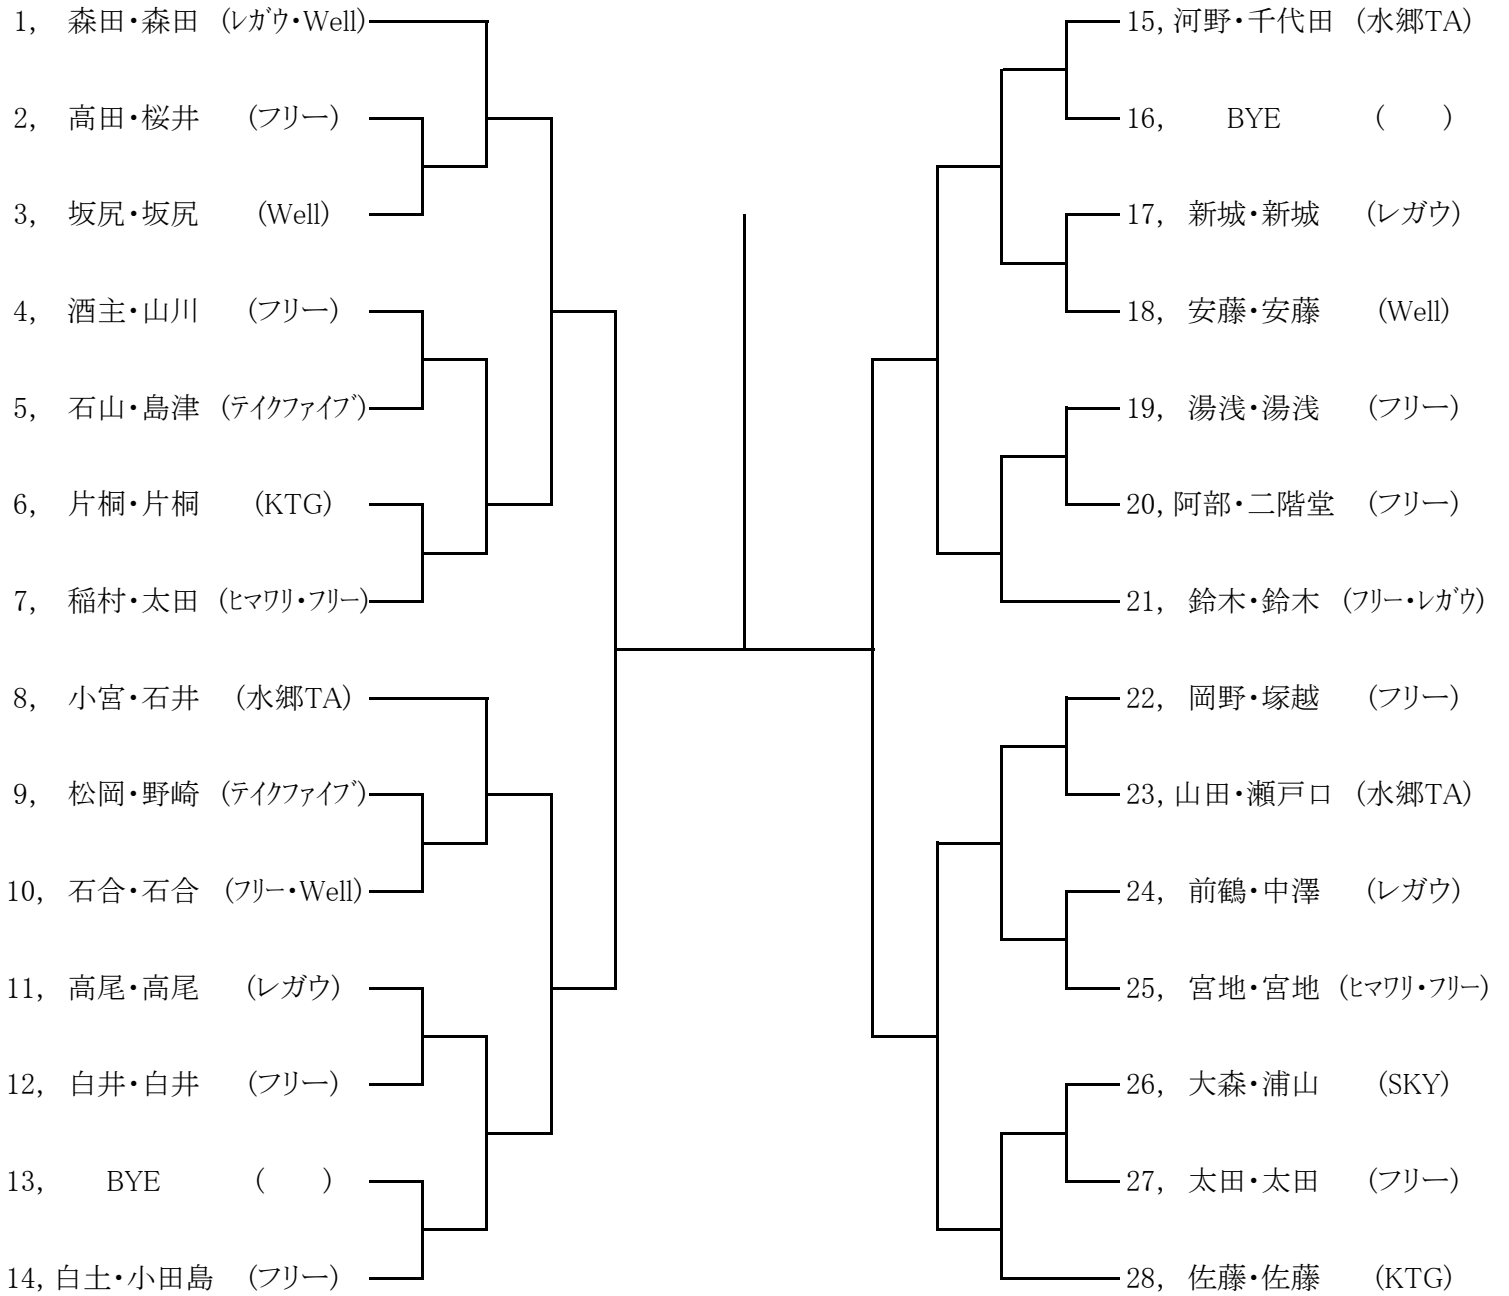 1, 森田・森田 (ﾚｶﾞｳ・Well)
2, 高田・桜井 (フリー)
3, 坂尻・坂尻 (Well)
4, 酒主・山川 (フリー)
5, 石山・島津 (ﾃｲｸﾌｧｲﾌﾞ)
6, 片桐・片桐 (KTG)
7, 稲村・太田 (ﾋﾏﾜﾘ・ﾌﾘｰ)
8, 小宮・石井 (水郷TA)
9, 松岡・野崎 (ﾃｲｸﾌｧｲﾌﾞ)
10, 石合・石合 (ﾌﾘｰ・Well)
11, 高尾・高尾 (レガウ)
12, 白井・白井 (フリー)
13, BYE ( )
14, 白土・小田島 (フリー)
15, 河野・千代田 (水郷TA)
16, BYE ( )
17, 新城・新城 (レガウ)
18, 安藤・安藤 (Well)
19, 湯浅・湯浅 (フリー)
20, 阿部・二階堂 (フリー)
21, 鈴木・鈴木 (ﾌﾘｰ・ﾚｶﾞｳ)
22, 岡野・塚越 (フリー)
23, 山田・瀬戸口 (水郷TA)
24, 前鶴・中澤 (レガウ)
25, 宮地・宮地 (ﾋﾏﾜﾘ・ﾌﾘｰ)
26, 大森・浦山 (SKY)
27, 太田・太田 (フリー)
28, 佐藤・佐藤 (KTG)